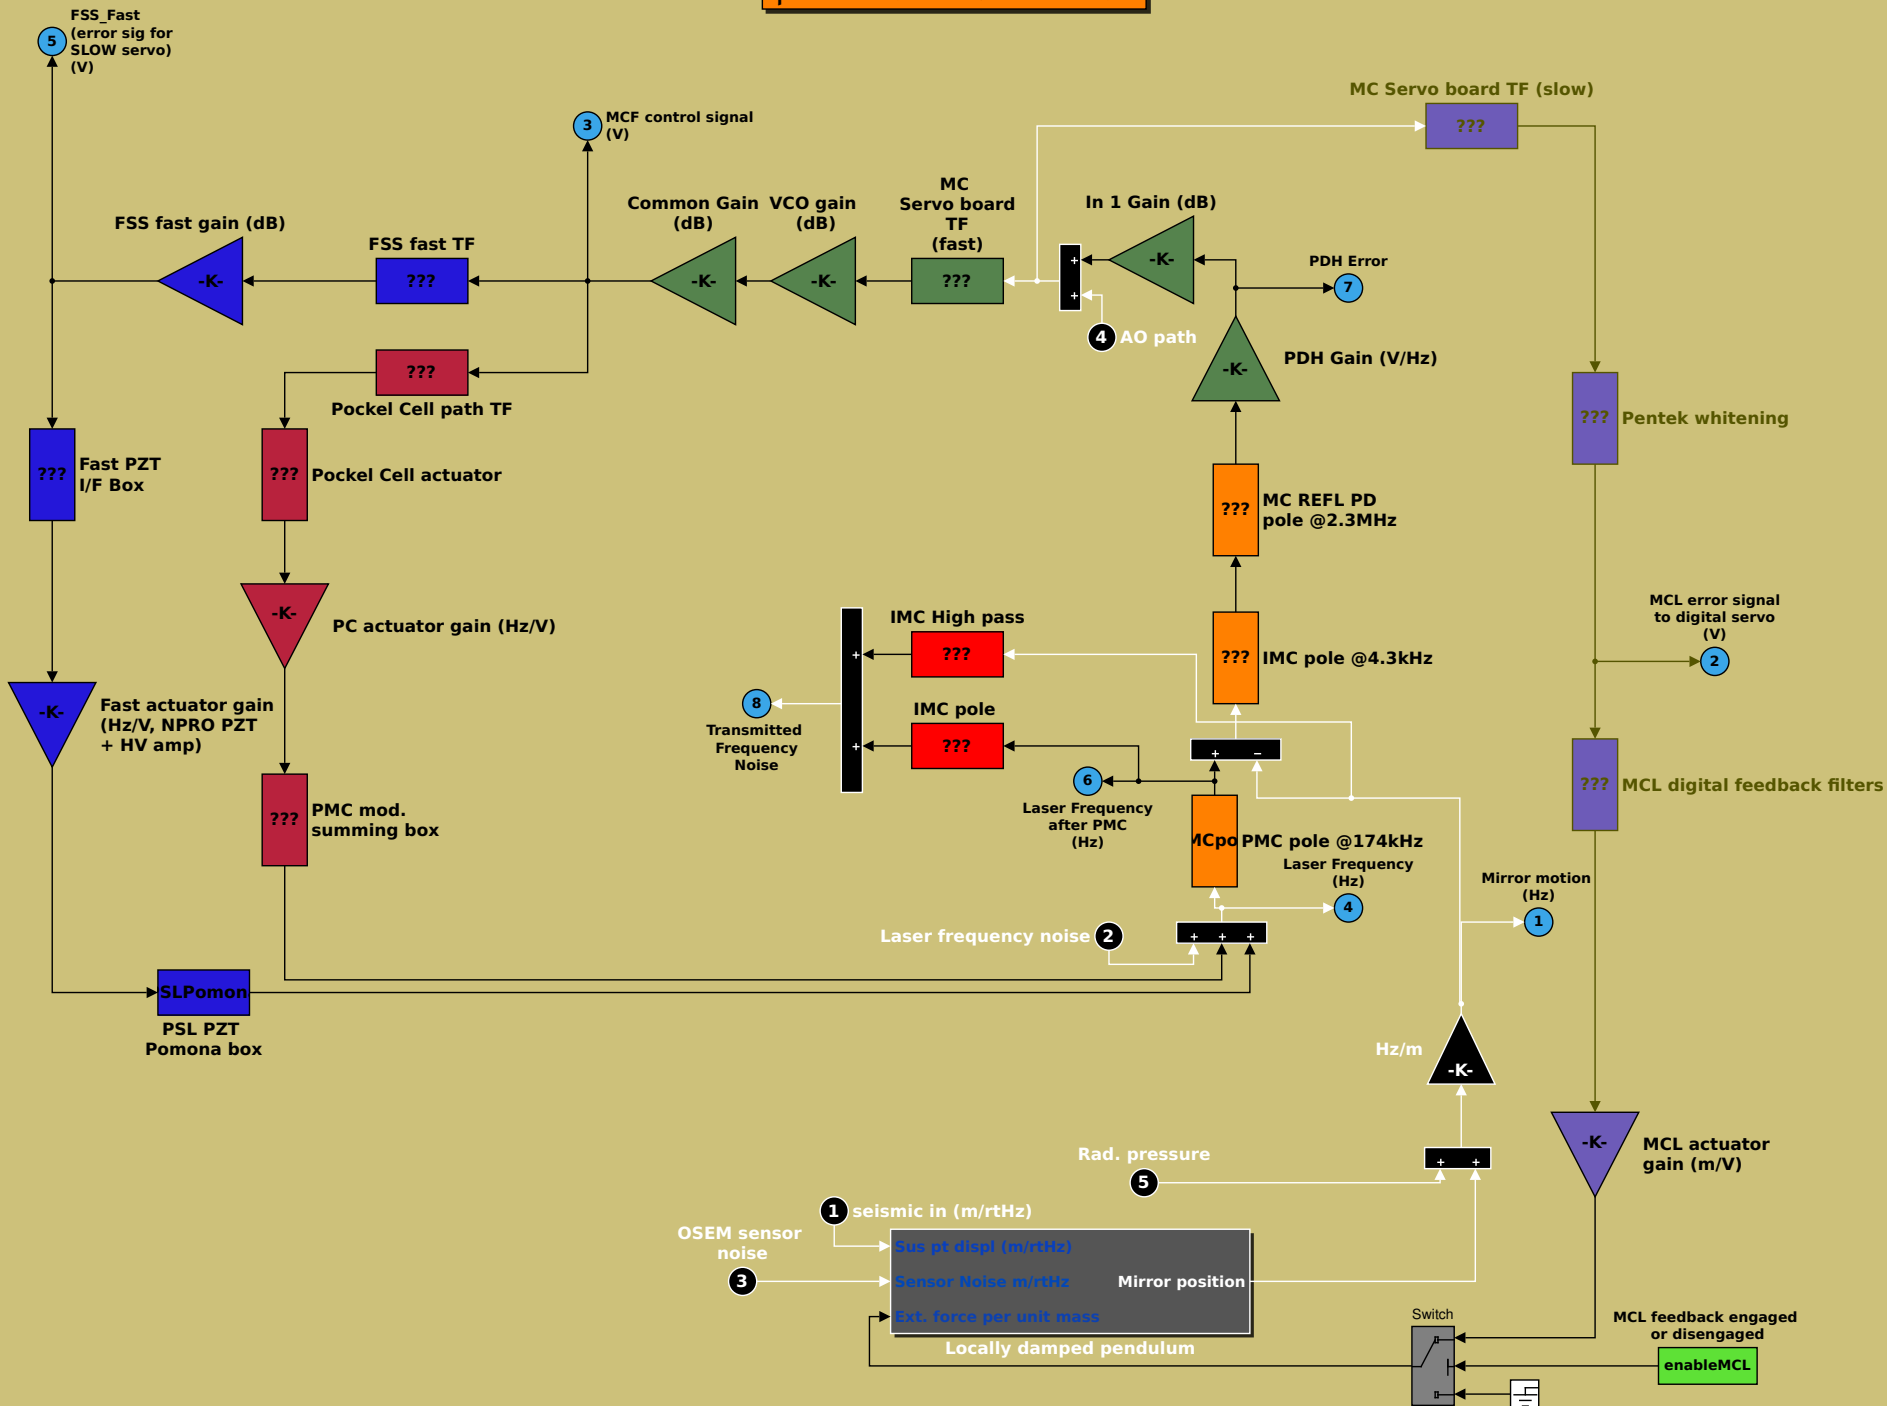 FSS_Fast
(error sig for
SLOW servo)
(V)
5
MC Servo board TF (slow)
???
3
MCF control signal
(V)
MC
Servo board
TF
(fast)
Common Gain
(dB)
VCO gain
(dB)
In 1 Gain (dB)
FSS fast gain (dB)
FSS fast TF
-K-
???
-K-
-K-
???
+
+
-K-
PDH Error
7
4
AO path
PDH Gain (V/Hz)
-K-
???
Pockel Cell path TF
???
Pentek whitening
???
Fast PZT
I/F Box
???
Pockel Cell actuator
???
MC REFL PD
pole @2.3MHz
MCL error signal
to digital servo
(V)
2
-K-
PC actuator gain (Hz/V)
IMC High pass
???
+
???
IMC pole @4.3kHz
-K-
Fast actuator gain
(Hz/V, NPRO PZT
+ HV amp)
8
Transmitted
Frequency
Noise
IMC pole
???
+
+
−
6
Laser Frequency
after PMC
(Hz)
???
MCL digital feedback filters
???
PMC mod.
summing box
MCpo
PMC pole @174kHz
Laser Frequency
(Hz)
4
Mirror motion
(Hz)
1
Laser frequency noise
2
+
+
+
SLPomon
PSL PZT
Pomona box
Hz/m
-K-
-K-
MCL actuator
gain (m/V)
Rad. pressure
5
+
+
1
seismic in (m/rtHz)
OSEM sensor
noise
3
Sus pt displ (m/rtHz)
Sensor Noise m/rtHz
Mirror position
Ext. force per unit mass
Locally damped pendulum
Switch
MCL feedback engaged
or disengaged
enableMCL